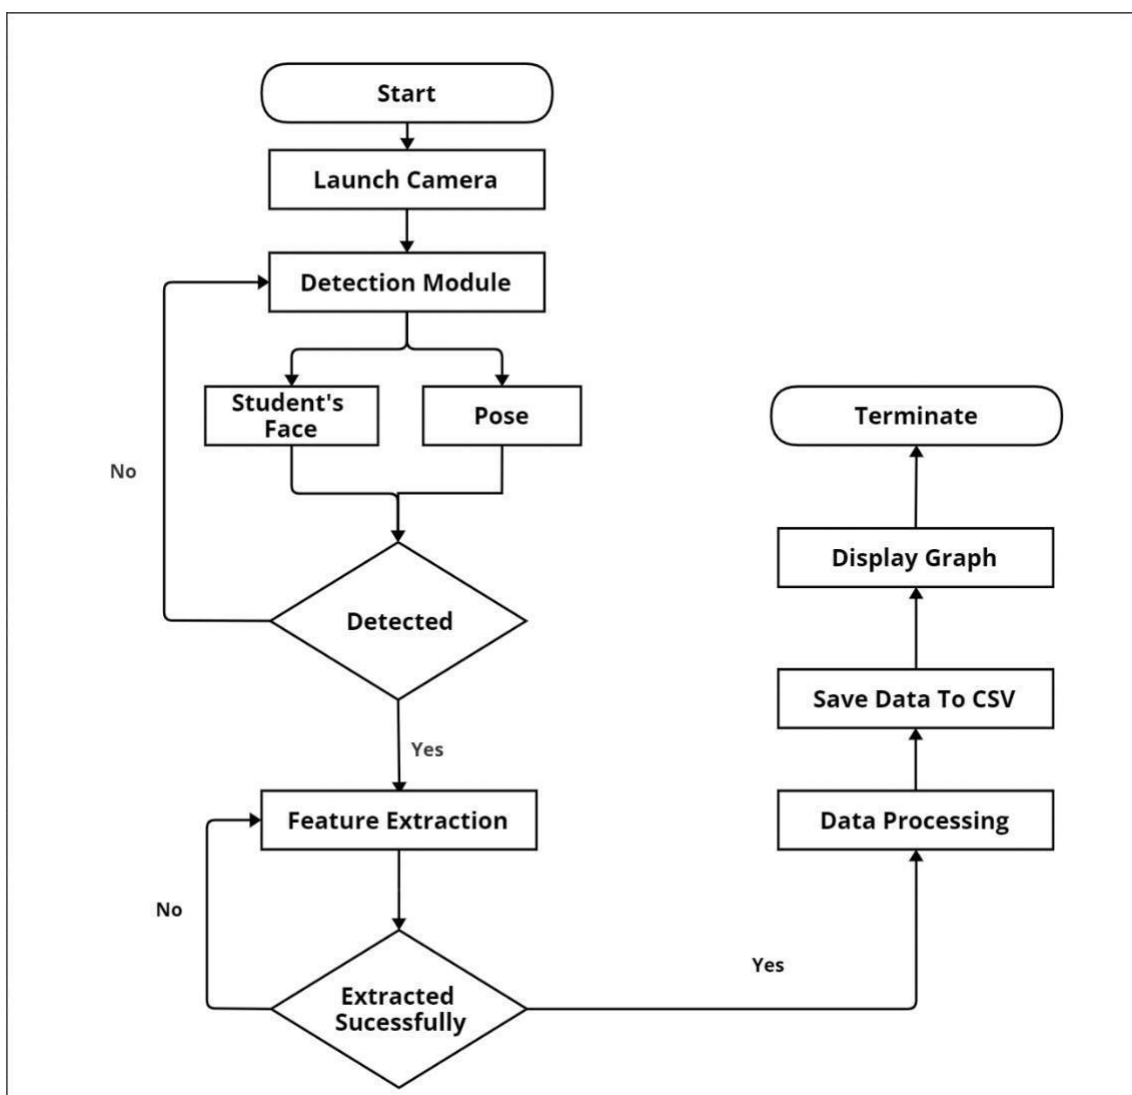 Start
Launch Camera
Detection Module
Student's
Face
Pose
No
Detected
Yes
Feature Extraction
No
Extracted
Sucessfully
Yes
Data Processing
Save Data To CSV
Display Graph
Terminate